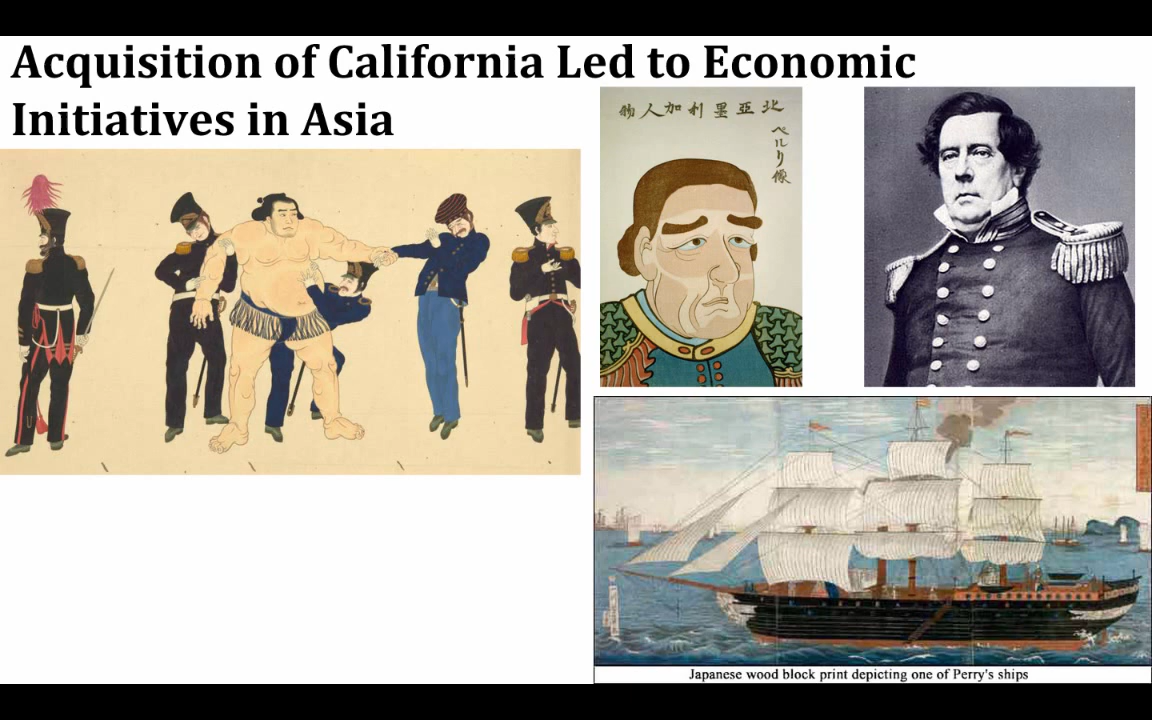 Acquisition of California Led to Economic
Initiatives in Asia
北亞墨利加人物
ペルリ像
Japanese wood block print depicting one of Perry's ships